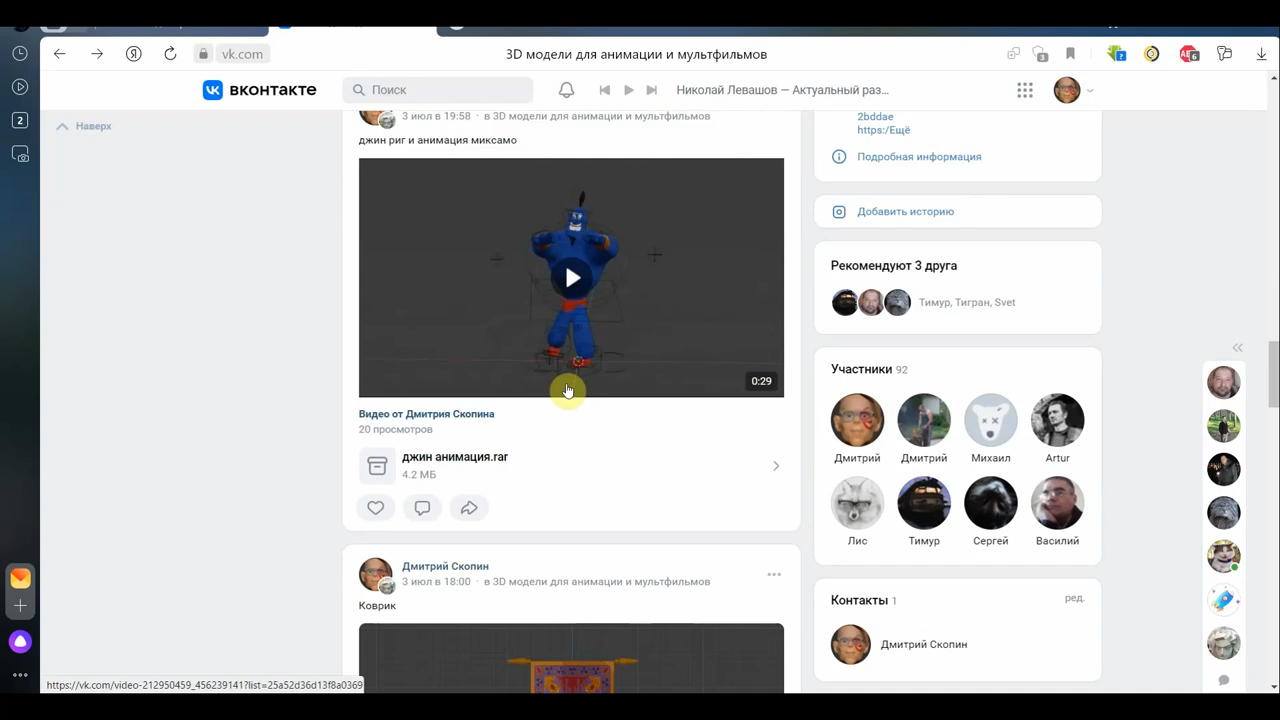 vk.com
3D модели для анимации и мультфильмов
3
?
6
вконтакте
Поиск
Николай Левашов — Актуальный раз...
2
Наверх
3 июл в 19:58 · в 3D модели для анимации и мультфильмов
джин риг и анимация миксамо
0:29
Видео от Дмитрия Скопина
20 просмотров
джин анимация.rar
4.2 МБ
Дмитрий Скопин
3 июл в 18:00 · в 3D модели для анимации и мультфильмов
Коврик
2bddae
https:/Ещё
Подробная информация
Добавить историю
Рекомендуют 3 друга
Тимур, Тигран, Svet
Участники 92
Дмитрий
Дмитрий
Михаил
Artur
Лис
Тимур
Сергей
Василий
Контакты 1
ред.
Дмитрий Скопин
https://vk.com/video-212950459_456239141?list=25a52d36d13f8a0369